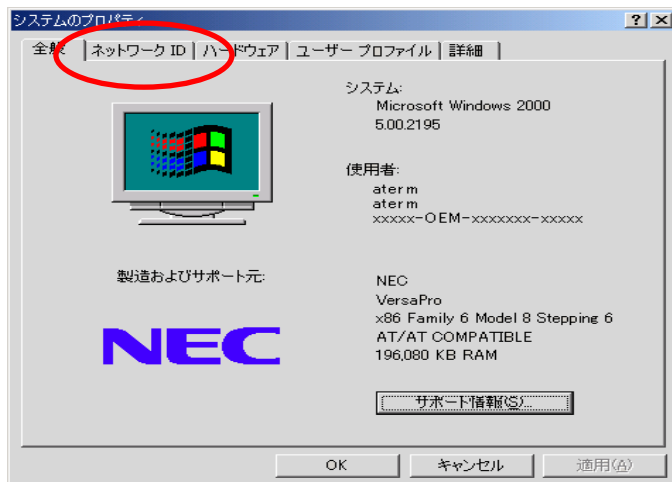 システムのプロパティ
全般 ネットワーク ID ハードウェア ユーザー プロファイル 詳細
システム:
Microsoft Windows 2000
5.00.2195
使用者:
aterm
aterm
xxxxx-OEM-xxxxxxx-xxxxx
製造およびサポート元:
NEC
NEC
VersaPro
x86 Family 6 Model 8 Stepping 6
AT/AT COMPATIBLE
196,080 KB RAM
サポート情報(S)...
OK キャンセル 適用(A)